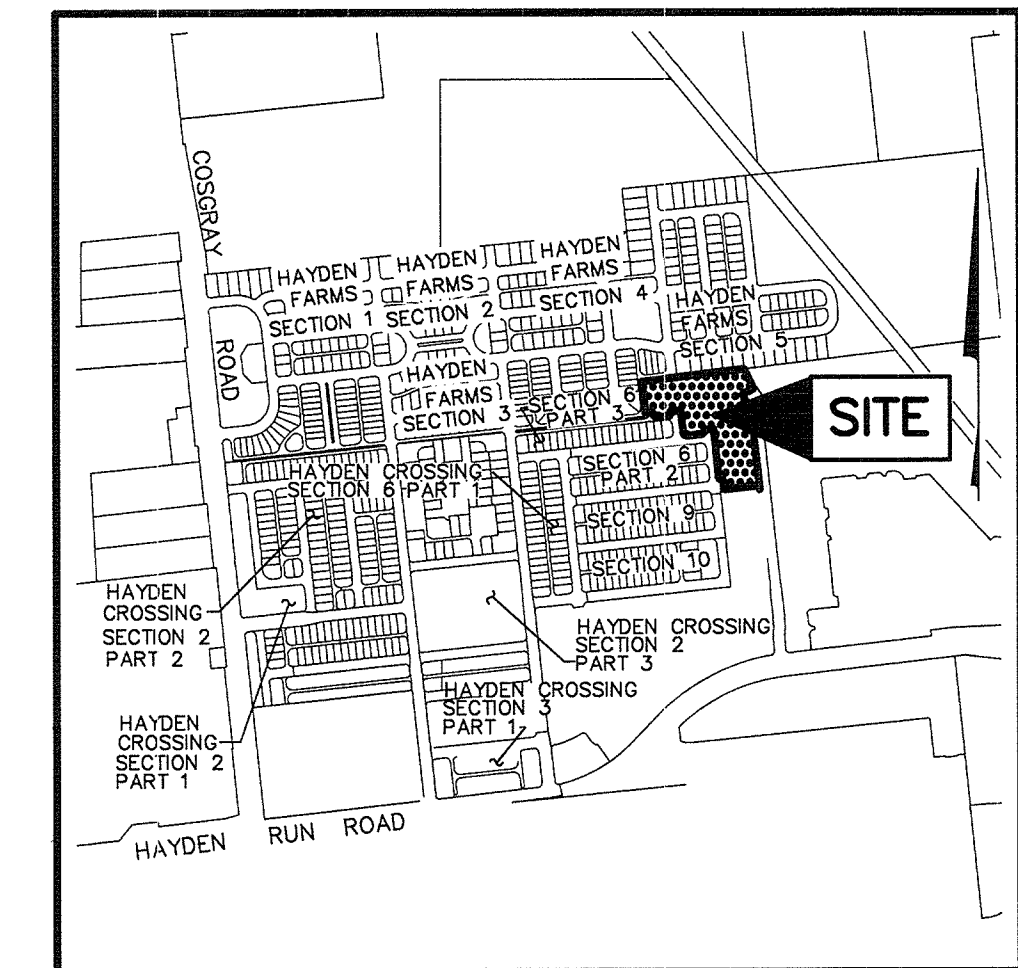 COSGRAY
ROAD
HAYDEN
FARMS
SECTION 1
HAYDEN
FARMS
SECTION 2
HAYDEN
FARMS
SECTION 4
HAYDEN
FARMS
SECTION 5
HAYDEN
FARMS
SECTION 3
SECTION 6
PART 3
SITE
HAYDEN CROSSING
SECTION 6 PART 1
SECTION 6
PART 2
SECTION 9
SECTION 10
HAYDEN
CROSSING
SECTION 2
PART 2
HAYDEN CROSSING
SECTION 2
PART 3
HAYDEN CROSSING
SECTION 3
PART 1
HAYDEN
CROSSING
SECTION 2
PART 1
HAYDEN RUN ROAD